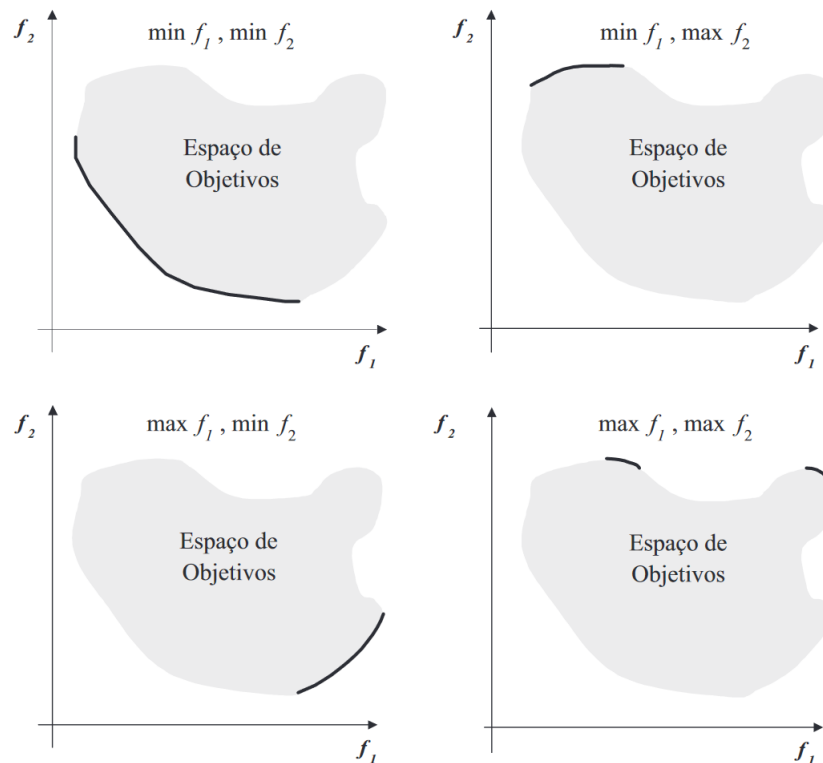 f₂
min f₁ , min f₂
Espaço de
Objetivos
f₁
f₂
min f₁ , max f₂
Espaço de
Objetivos
f₁
f₂
max f₁ , min f₂
Espaço de
Objetivos
f₁
f₂
max f₁ , max f₂
Espaço de
Objetivos
f₁